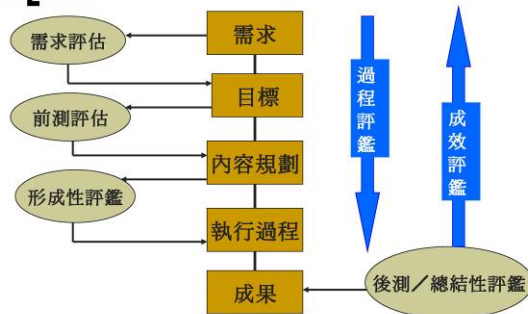 需求
需求評估
目標
前測評估
內容規劃
形成性評鑑
執行過程
成果
後測／總結性評鑑
過程評鑑
成效評鑑